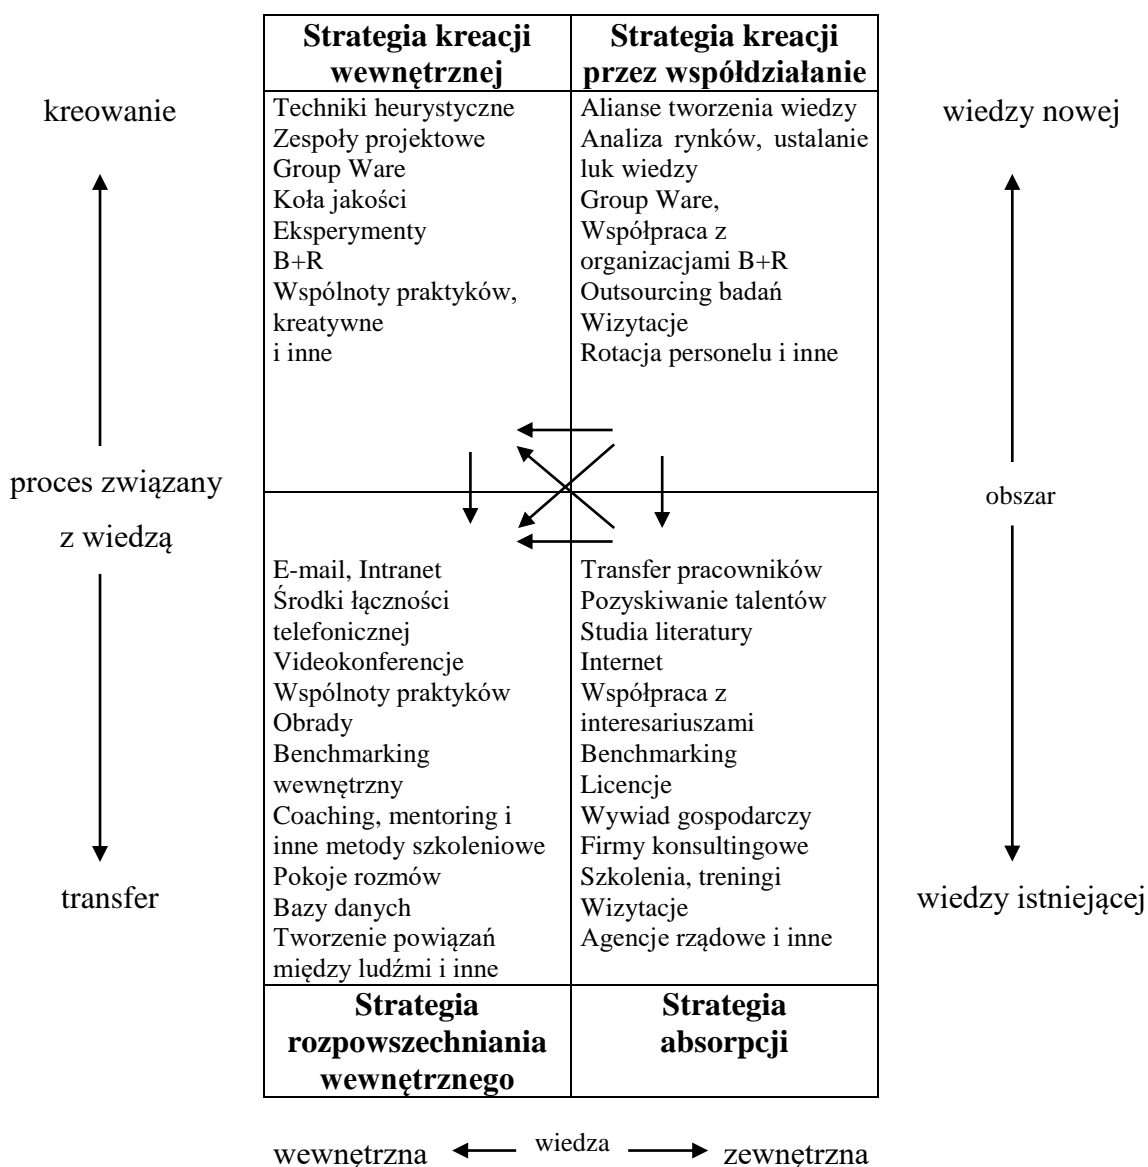 Strategia kreacji
wewnętrznej
Strategia kreacji
przez współdziałanie
kreowanie
Techniki heurystyczne
Zespoły projektowe
Group Ware
Koła jakości
Eksperymenty
B+R
Wspólnoty praktyków,
kreatywne
i inne
Alianse tworzenia wiedzy
Analiza rynków, ustalanie
luk wiedzy
Group Ware,
Współpraca z
organizacjami B+R
Outsourcing badań
Wizytacje
Rotacja personelu i inne
wiedzy nowej
proces związany
z wiedzą
obszar
E-mail, Intranet
Środki łączności
telefonicznej
Videokonferencje
Wspólnoty praktyków
Obrady
Benchmarking
wewnętrzny
Coaching, mentoring i
inne metody szkoleniowe
Pokoje rozmów
Bazy danych
Tworzenie powiązań
między ludźmi i inne
Transfer pracowników
Pozyskiwanie talentów
Studia literatury
Internet
Współpraca z
interesariuszami
Benchmarking
Licencje
Wywiad gospodarczy
Firmy konsultingowe
Szkolenia, treningi
Wizytacje
Agencje rządowe i inne
transfer
wiedzy istniejącej
Strategia
rozpowszechniania
wewnętrznego
Strategia
absorpcji
wewnętrzna wiedza zewnętrzna